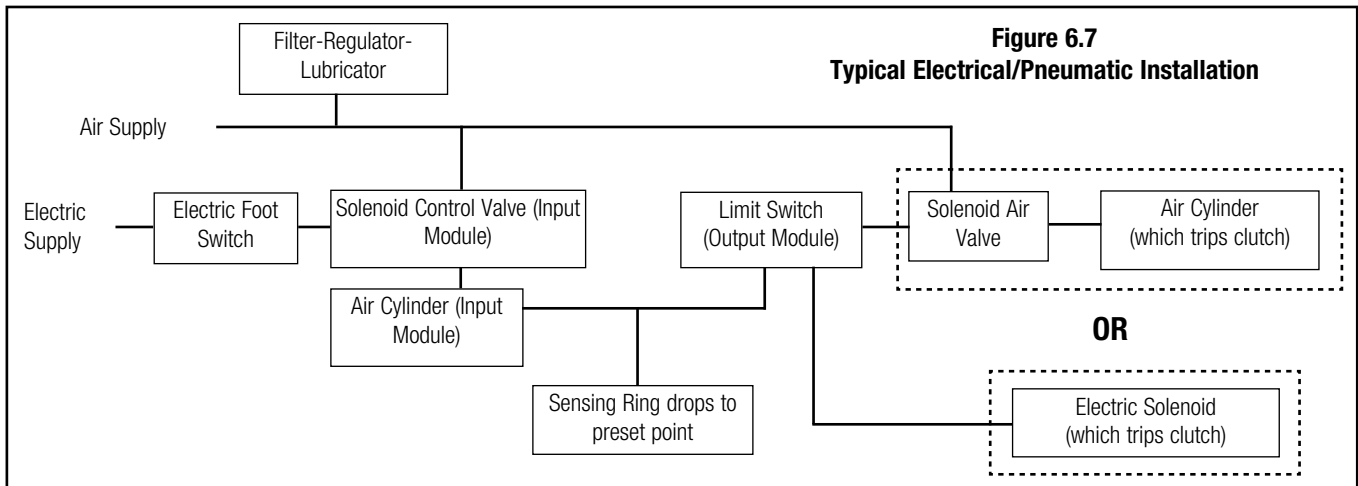 Figure 6.7
Typical Electrical/Pneumatic Installation
Filter-Regulator-
Lubricator
Air Supply
Electric
Supply
Electric Foot
Switch
Solenoid Control Valve (Input
Module)
Limit Switch
(Output Module)
Solenoid Air
Valve
Air Cylinder
(which trips clutch)
Air Cylinder (Input
Module)
OR
Sensing Ring drops to
preset point
Electric Solenoid
(which trips clutch)